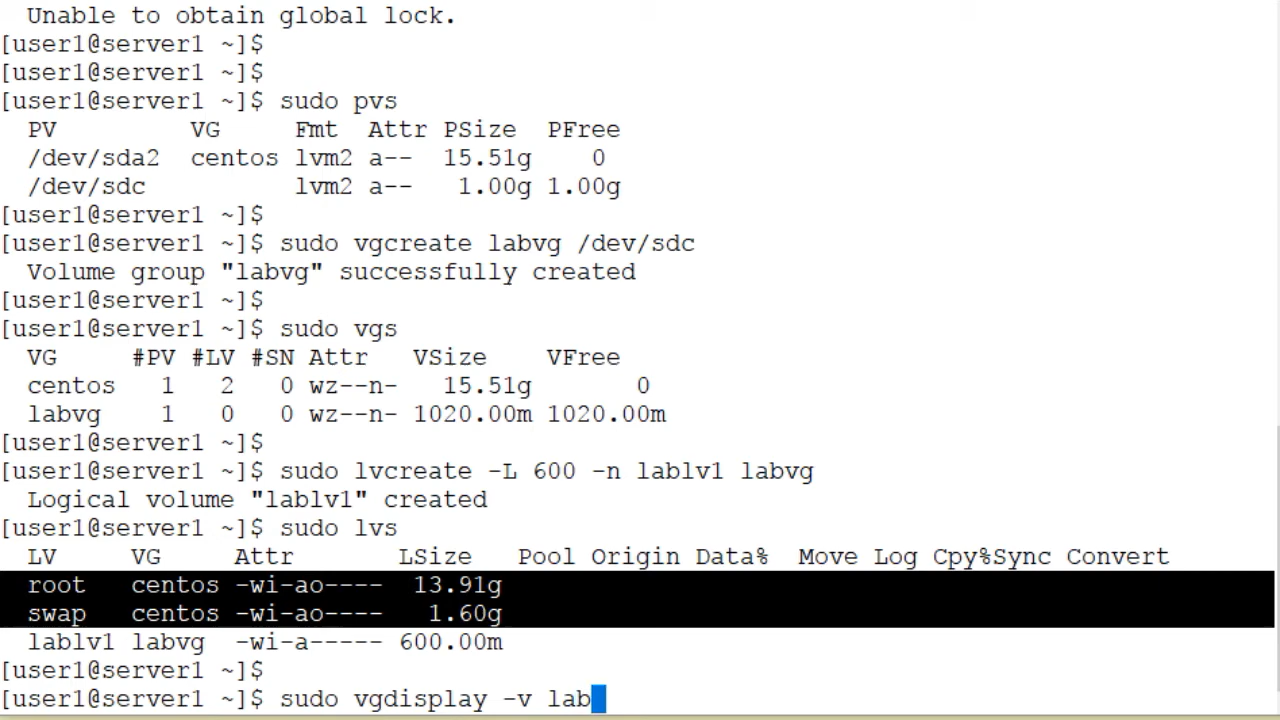 Unable to obtain global lock.
[user1@server1 ~]$
[user1@server1 ~]$
[user1@server1 ~]$ sudo pvs
PV VG Fmt Attr PSize PFree
/dev/sda2 centos lvm2 a-- 15.51g 0
/dev/sdc lvm2 a-- 1.00g 1.00g
[user1@server1 ~]$
[user1@server1 ~]$ sudo vgcreate labvg /dev/sdc
Volume group "labvg" successfully created
[user1@server1 ~]$
[user1@server1 ~]$ sudo vgs
VG #PV #LV #SN Attr VSize VFree
centos 1 2 0 wz--n- 15.51g 0
labvg 1 0 0 wz--n- 1020.00m 1020.00m
[user1@server1 ~]$
[user1@server1 ~]$ sudo lvcreate -L 600 -n lablv1 labvg
Logical volume "lablv1" created
[user1@server1 ~]$ sudo lvs
LV VG Attr LSize Pool Origin Data% Move Log Cpy%Sync Convert
root centos -wi-ao---- 13.91g
swap centos -wi-ao---- 1.60g
lablv1 labvg -wi-a----- 600.00m
[user1@server1 ~]$
[user1@server1 ~]$ sudo vgdisplay -v lab